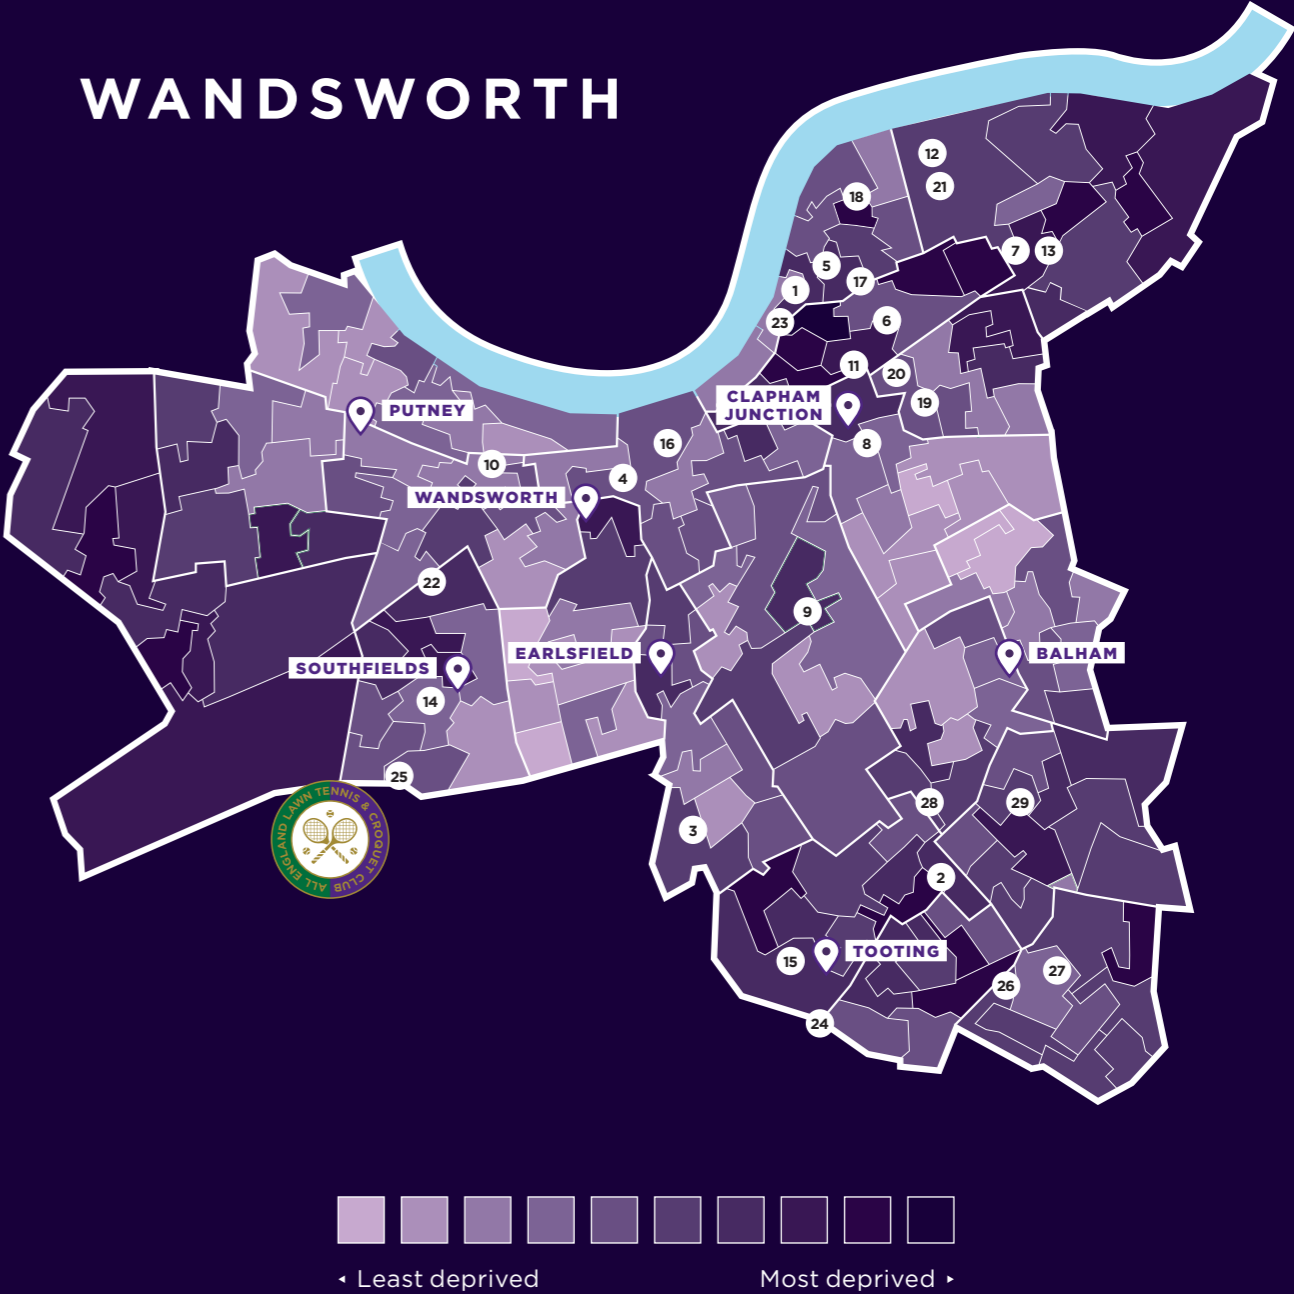 WANDSWORTH
12
21
18
7
13
5
17
1
23
6
11
20
CLAPHAM
JUNCTION
19
PUTNEY
16
8
10
4
WANDSWORTH
22
9
SOUTHFIELDS
EARLSFIELD
BALHAM
14
25
ALL ENGLAND LAWN TENNIS & CROQUET CLUB
3
28
29
2
15
TOOTING
27
26
24
Least deprived
Most deprived